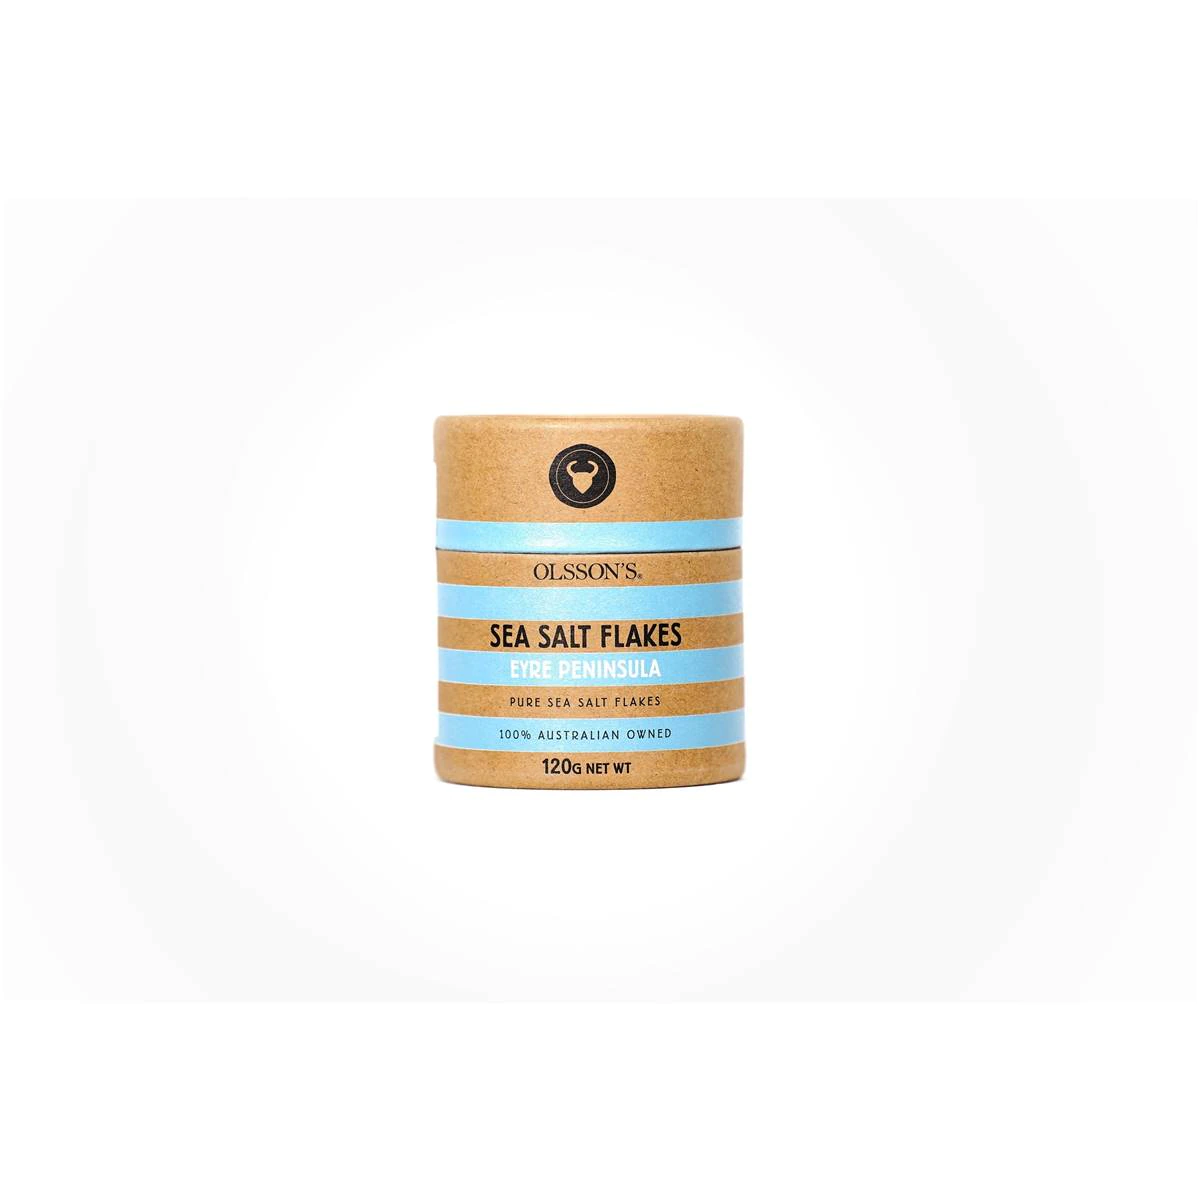 OLSSON'S®
SEA SALT FLAKES
EYRE PENINSULA
PURE SEA SALT FLAKES
100% AUSTRALIAN OWNED
120G NET WT